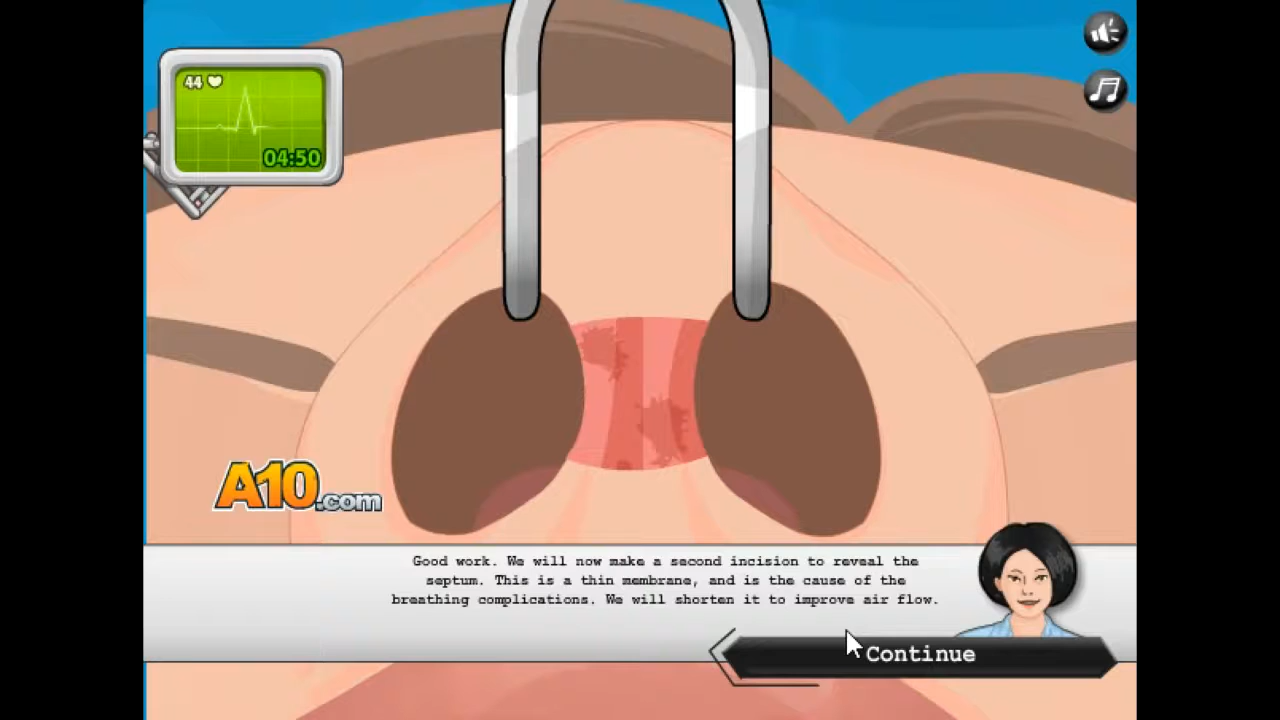 44
04:50
A10.com
Good work. We will now make a second incision to reveal the
septum. This is a thin membrane, and is the cause of the
breathing complications. We will shorten it to improve air flow.
Continue